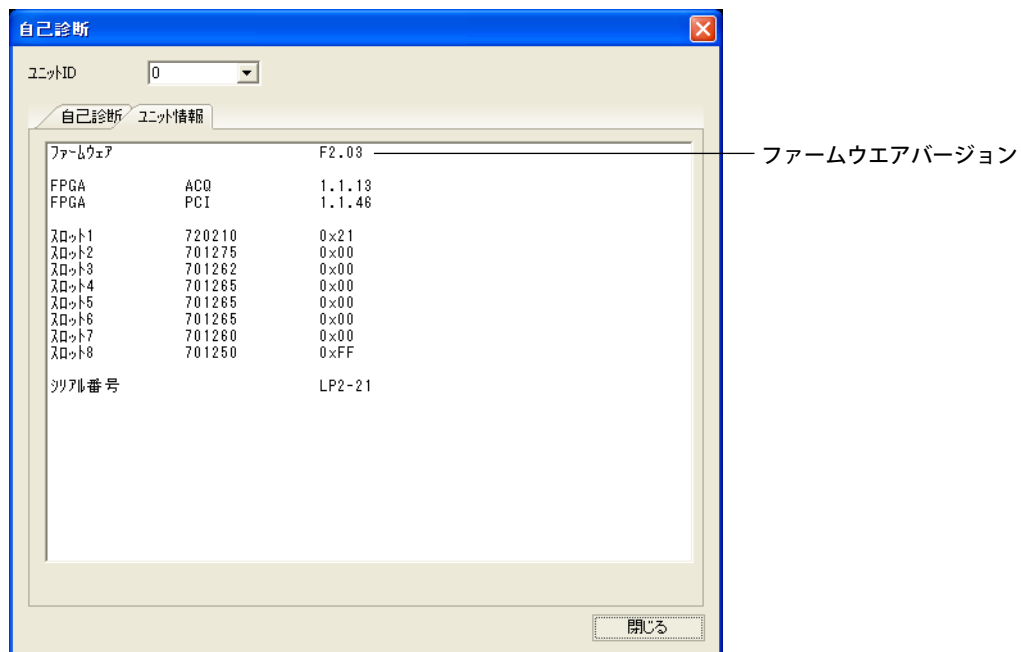 自己診断
ユニットID 0
自己診断 ユニット情報
ファームウェア F2.03 ファームウエアバージョン
FPGA ACQ 1.1.13
FPGA PCI 1.1.46
スロット1 720210 0x21
スロット2 701275 0x00
スロット3 701262 0x00
スロット4 701265 0x00
スロット5 701265 0x00
スロット6 701265 0x00
スロット7 701260 0x00
スロット8 701250 0xFF
シリアル番号 LP2-21
閉じる